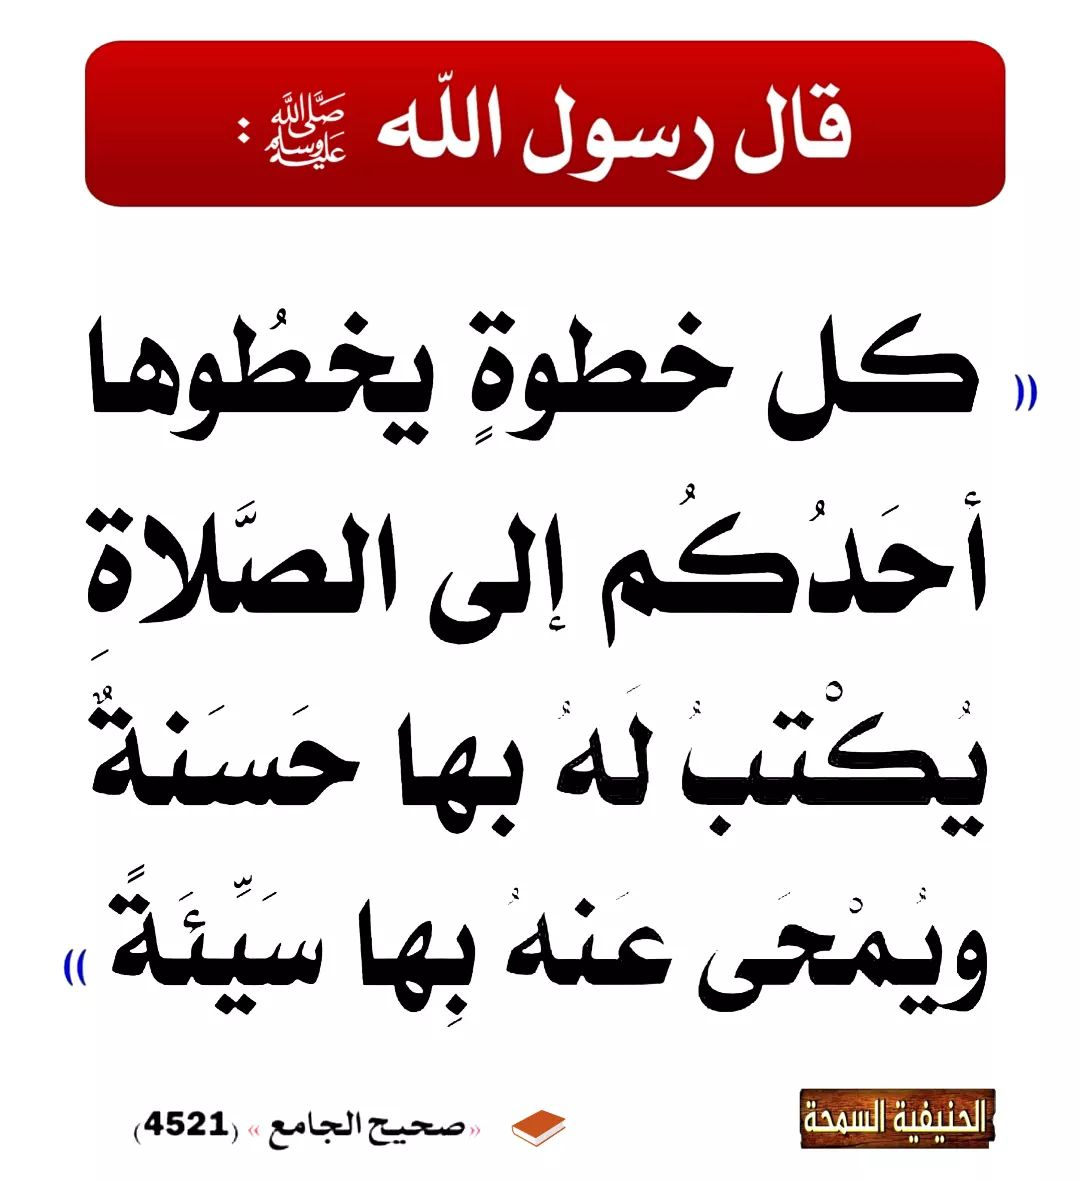 قال رسول الله ﷺ :
(( كل خطوةٍ يخطُوها
أحَدُكُم إلى الصَّلاةِ
يُكْتبُ لَهُ بها حَسَنةٌ
ويُمْحَى عَنهُ بِها سَيِّئَةً ))
الحنيفية السمحة
«صحيح الجامع » (4521)